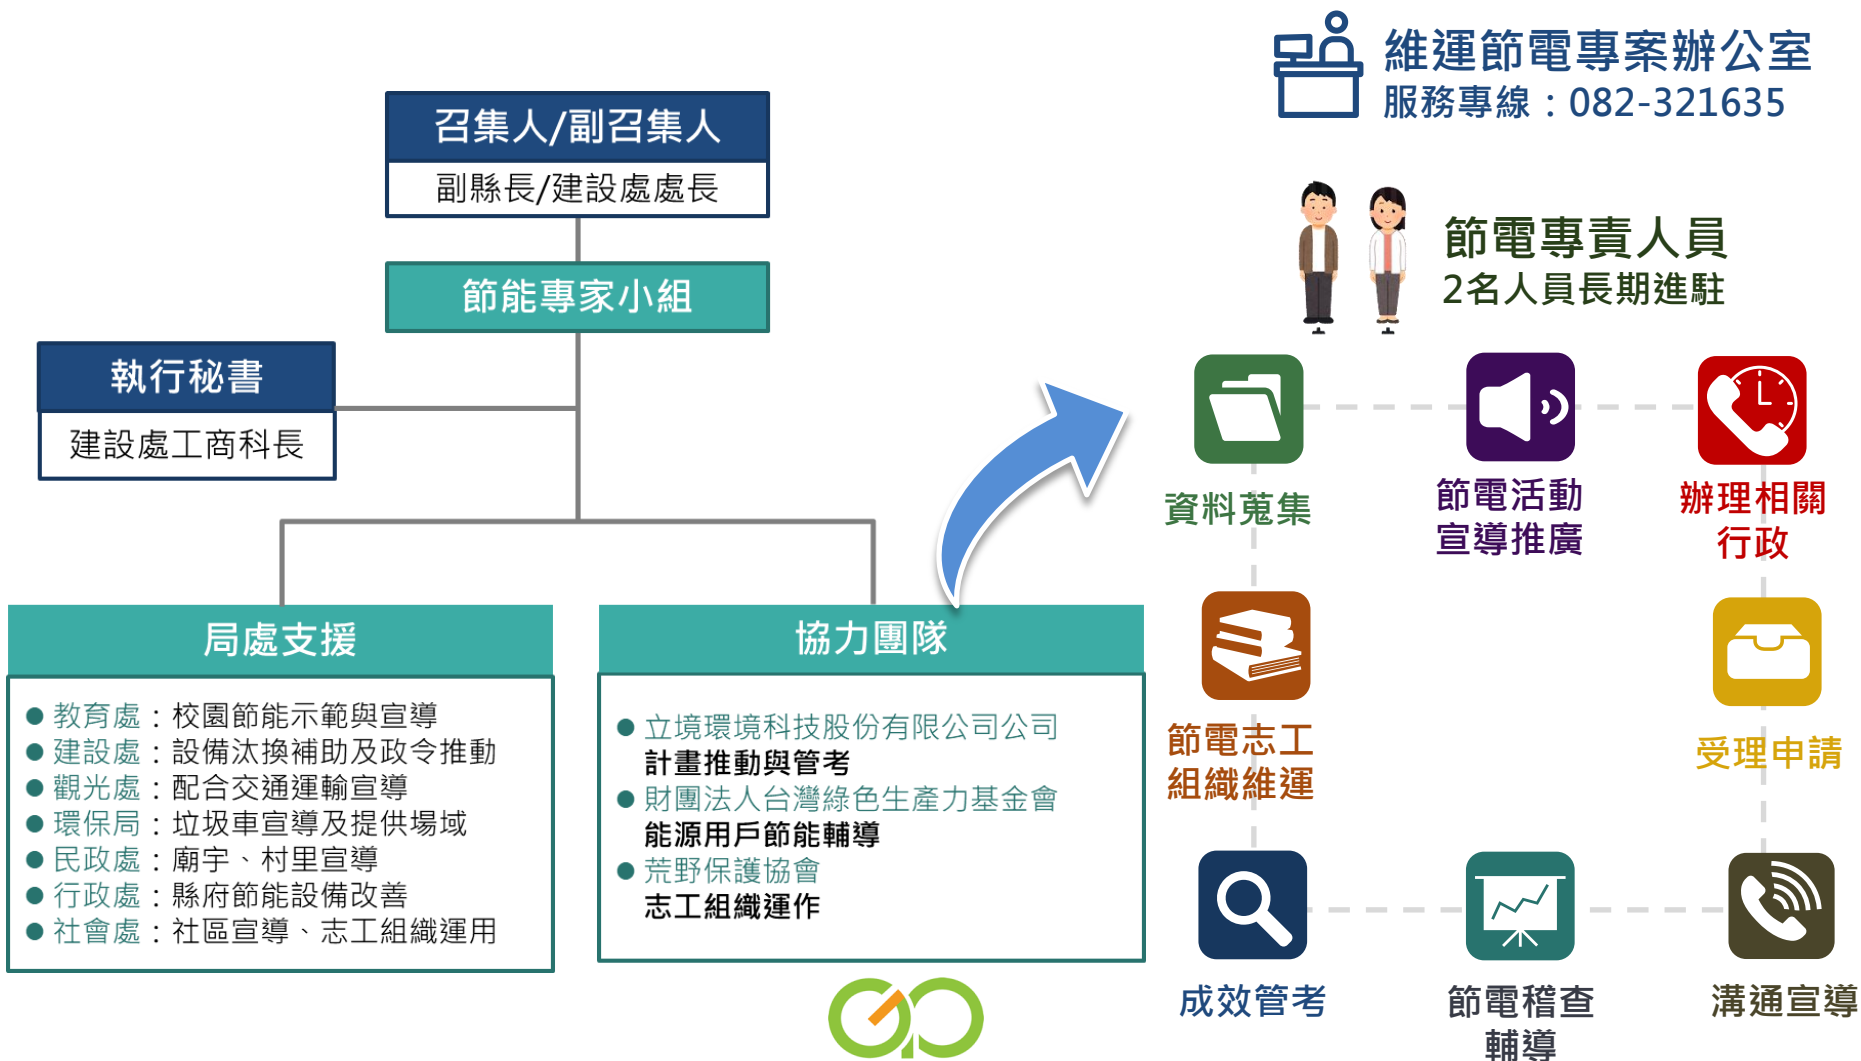 維運節電專案辦公室
服務專線：082-321635
召集人/副召集人
副縣長/建設處處長
節能專家小組
執行秘書
建設處工商科長
局處支援
教育處：校園節能示範與宣導
建設處：設備汰換補助及政令推動
觀光處：配合交通運輸宣導
環保局：垃圾車宣導及提供場域
民政處：廟宇、村里宣導
行政處：縣府節能設備改善
社會處：社區宣導、志工組織運用
協力團隊
立境環境科技股份有限公司公司
計畫推動與管考
財團法人台灣綠色生產力基金會
能源用戶節能輔導
荒野保護協會
志工組織運作
節電專責人員
2名人員長期進駐
資料蒐集
節電活動
宣導推廣
辦理相關
行政
節電志工
組織維運
受理申請
成效管考
節電稽查
輔導
溝通宣導